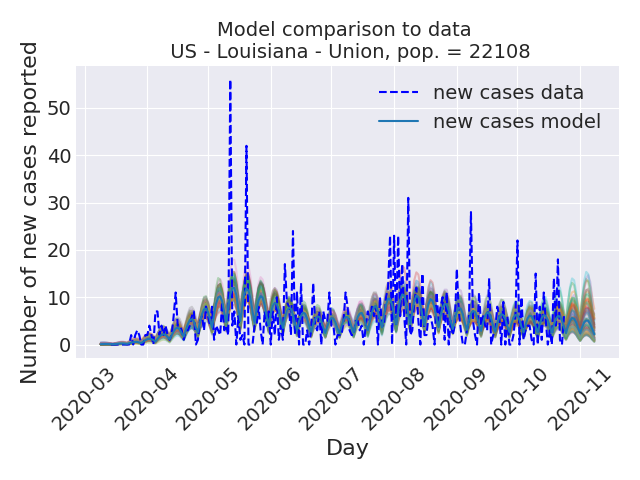 Model comparison to data
US - Louisiana - Union, pop. = 22108
Number of new cases reported
50
40
30
20
10
0
new cases data
new cases model
2020-03
2020-04
2020-05
2020-06
2020-07
2020-08
2020-09
2020-10
2020-11
Day